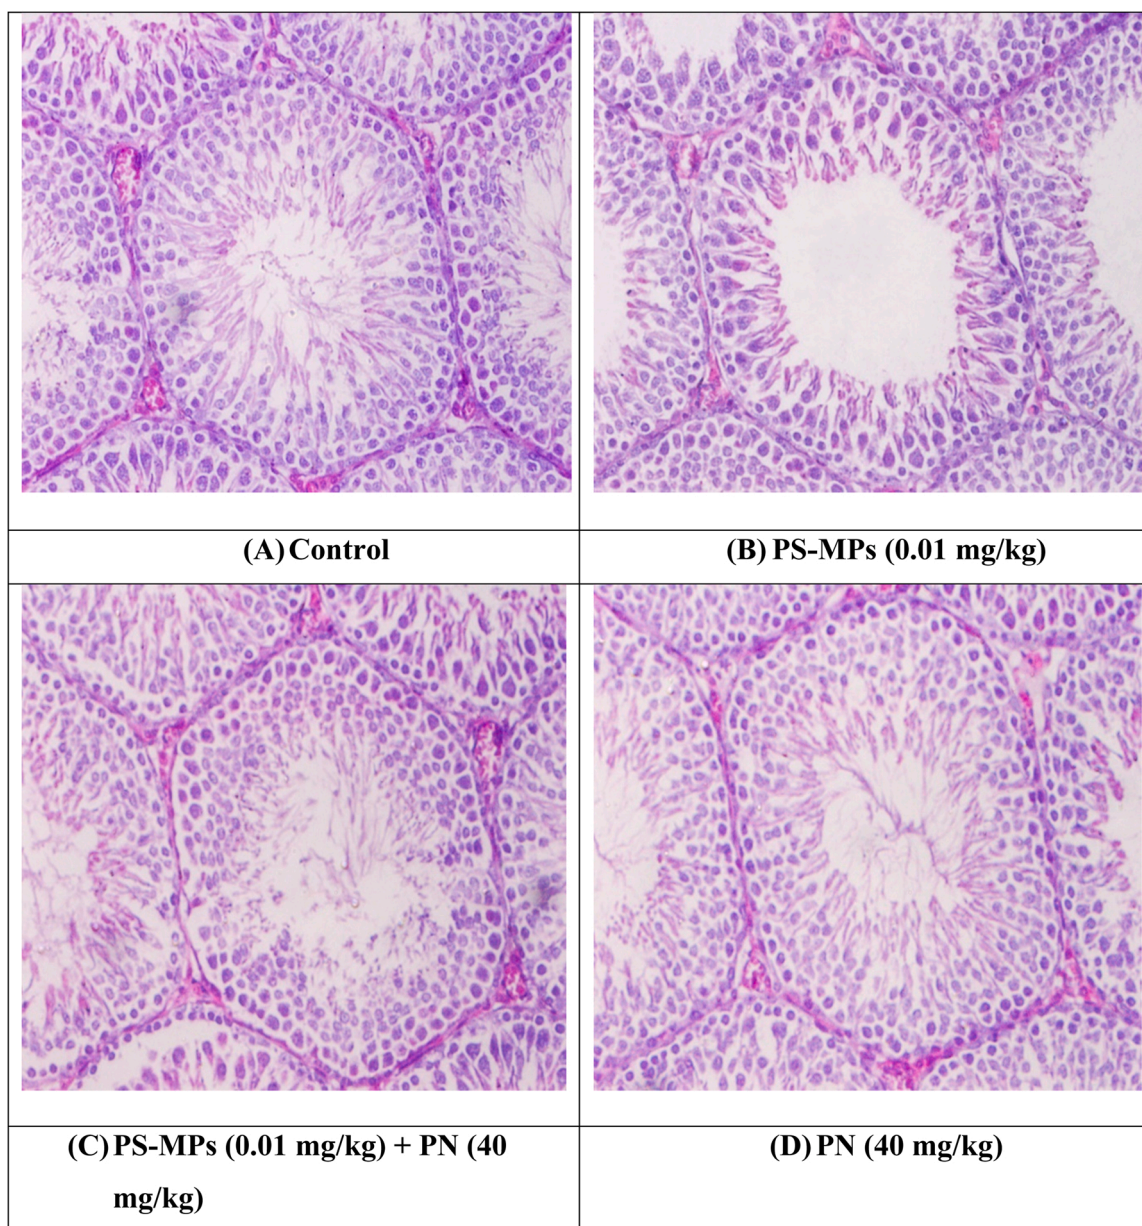 (A) Control
(B) PS-MPs (0.01 mg/kg)
(C) PS-MPs (0.01 mg/kg) + PN (40
mg/kg)
(D) PN (40 mg/kg)